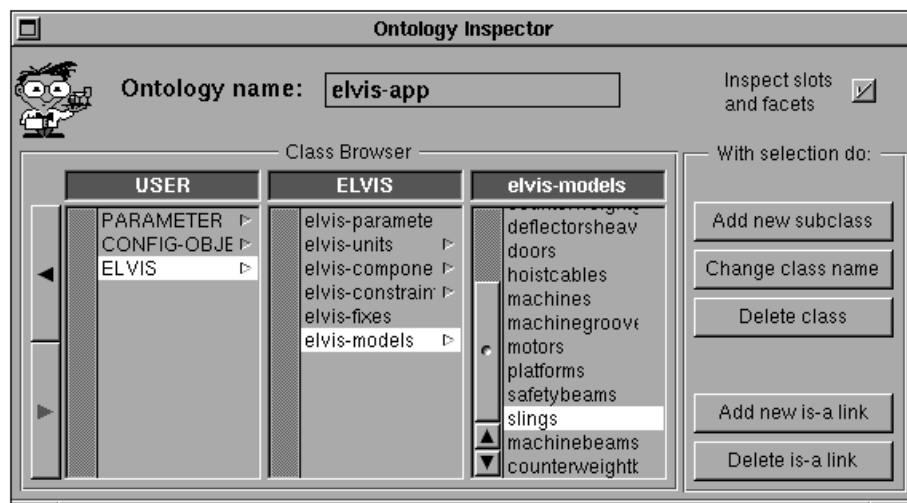 Ontology Inspector
Ontology name:
elvis-app
Inspect slots
and facets
Class Browser
With selection do:
USER
PARAMETER
CONFIG-OBJE
ELVIS
ELVIS
elvis-paramete
elvis-units
elvis-compone
elvis-constrain
elvis-fixes
elvis-models
elvis-models
deflectorsheav
doors
hoistcables
machines
machinegroove
motors
platforms
safetybeams
slings
machinebeams
counterweightb
Add new subclass
Change class name
Delete class
Add new is-a link
Delete is-a link